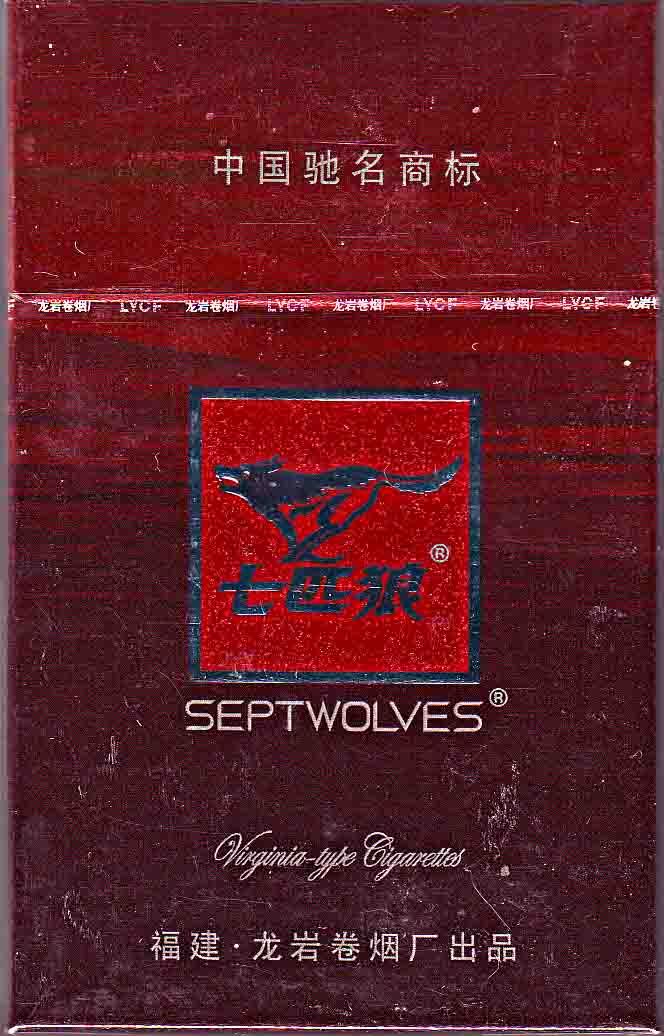 中国驰名商标
龙岩卷烟厂 LYCF 龙岩卷烟厂 LYCF 龙岩卷烟厂 LYCF 龙岩卷烟厂 LYCF
七匹狼®
SEPTWOLVES®
Virginia-type Cigarettes
福建·龙岩卷烟厂出品